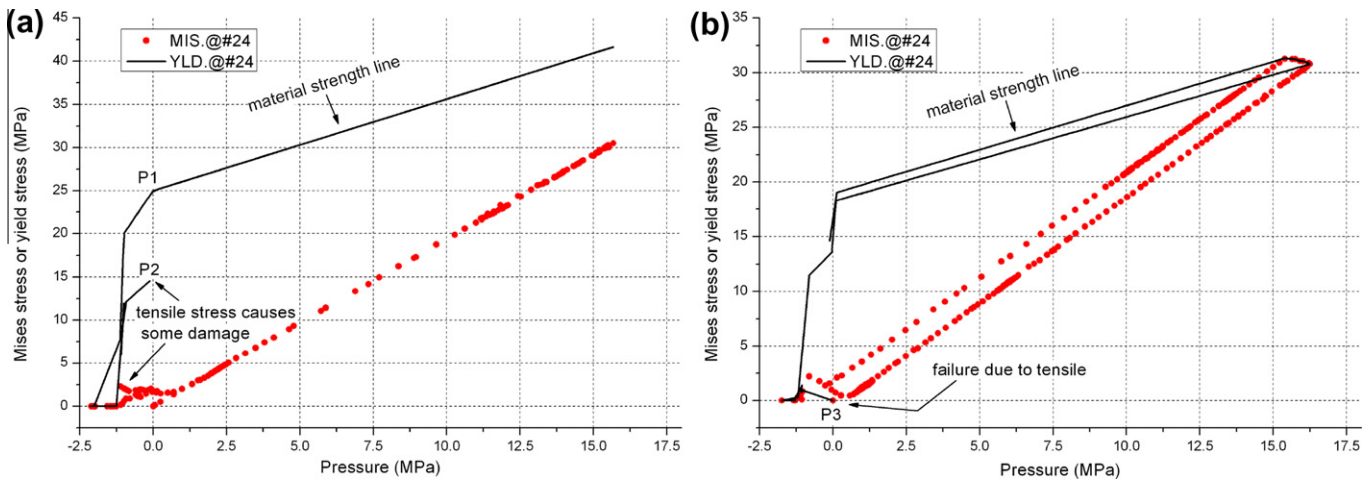 (a)
45
40
35
30
25
20
15
10
5
0
-2.5 0.0 2.5 5.0 7.5 10.0 12.5 15.0 17.5
Mises stress or yield stress (MPa)
Pressure (MPa)
MIS.@#24
YLD.@#24
material strength line
P1
P2
tensile stress causes
some damage
(b)
35
30
25
20
15
10
5
0
-2.5 0.0 2.5 5.0 7.5 10.0 12.5 15.0 17.5
Mises stress or yield stress (MPa)
Pressure (MPa)
MIS.@#24
YLD.@#24
material strength line
failure due to tensile
P3